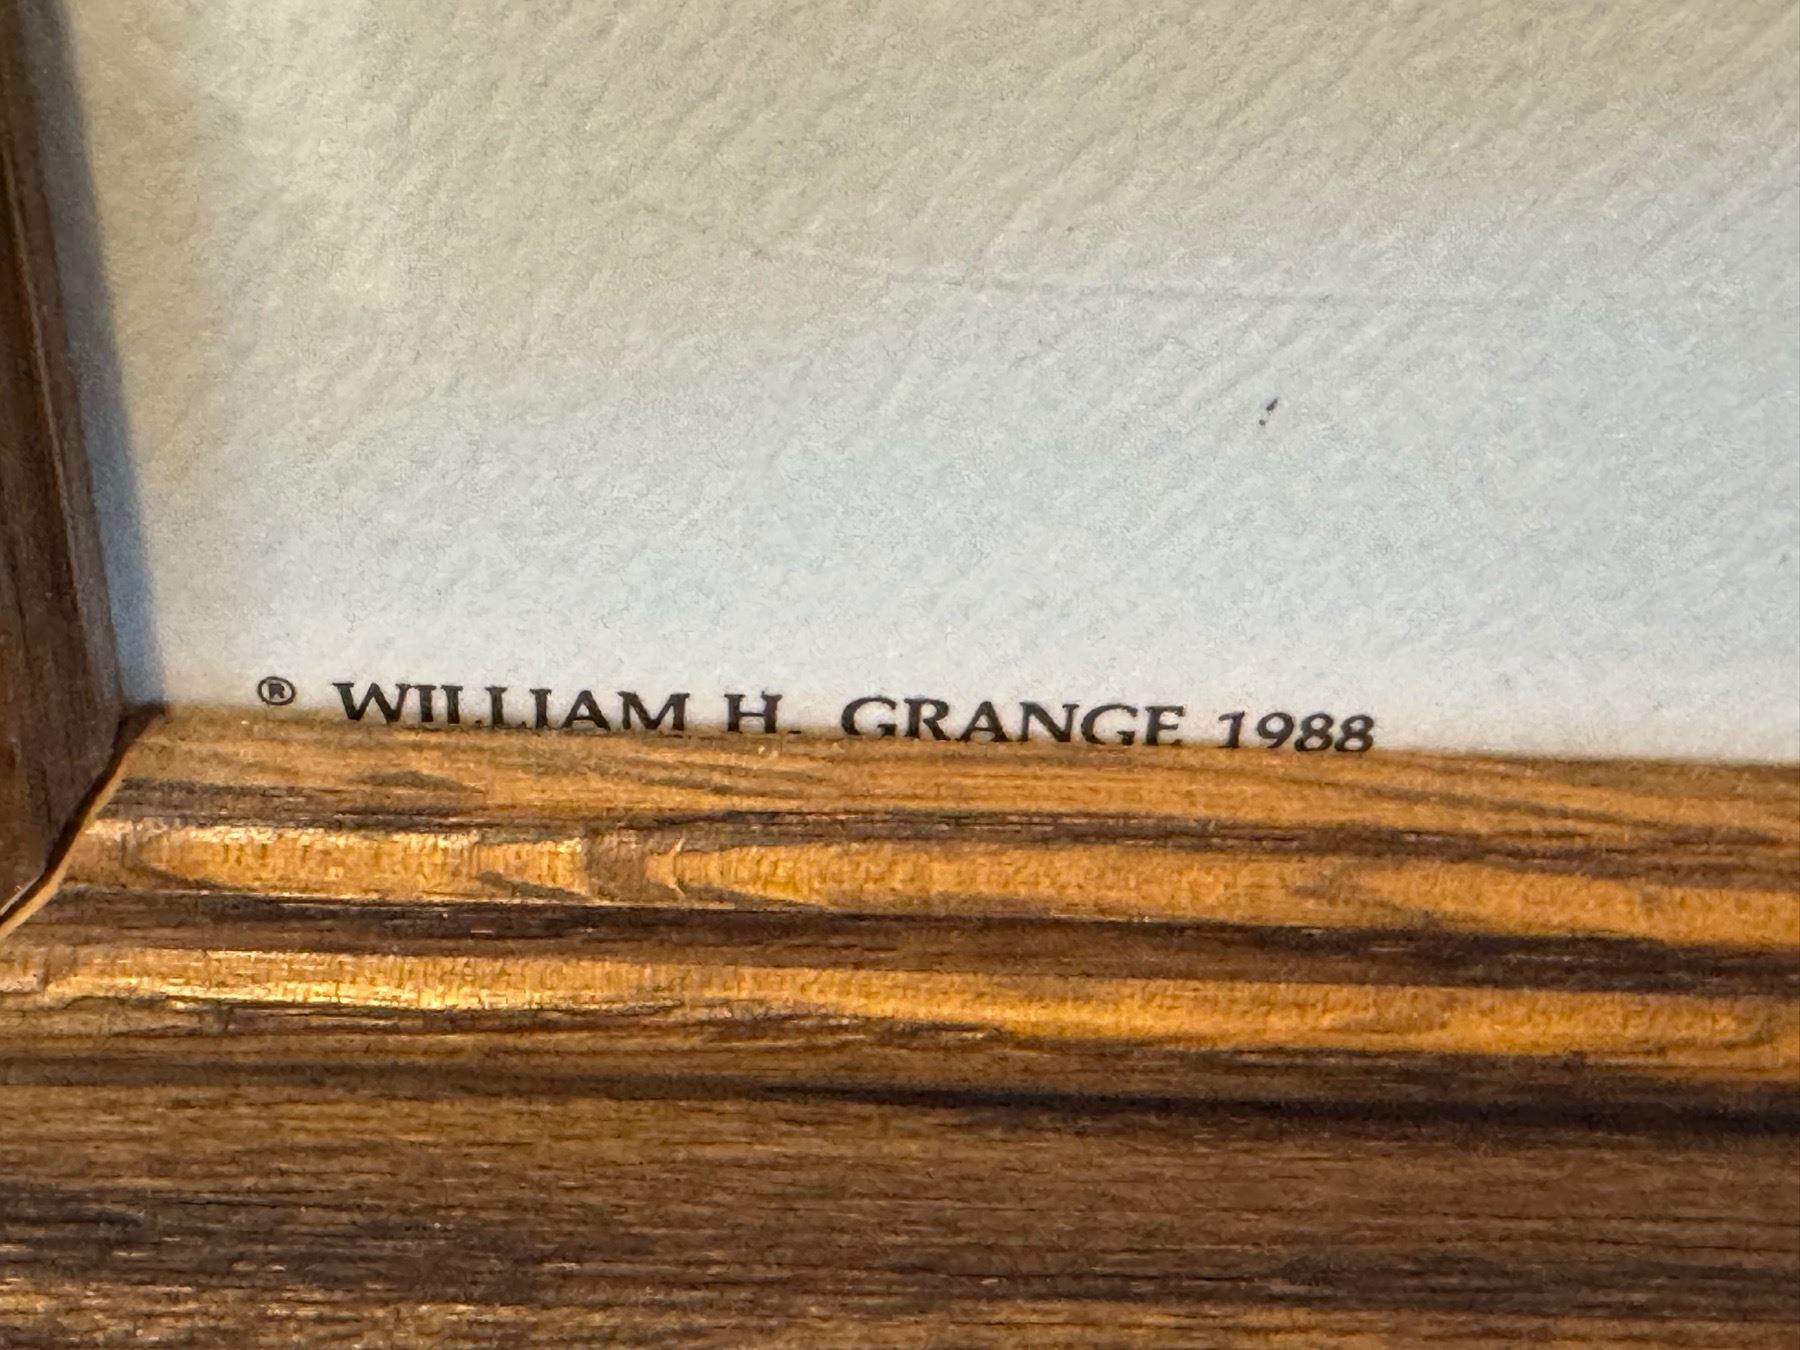 ® WILLIAM H. GRANGE 1988